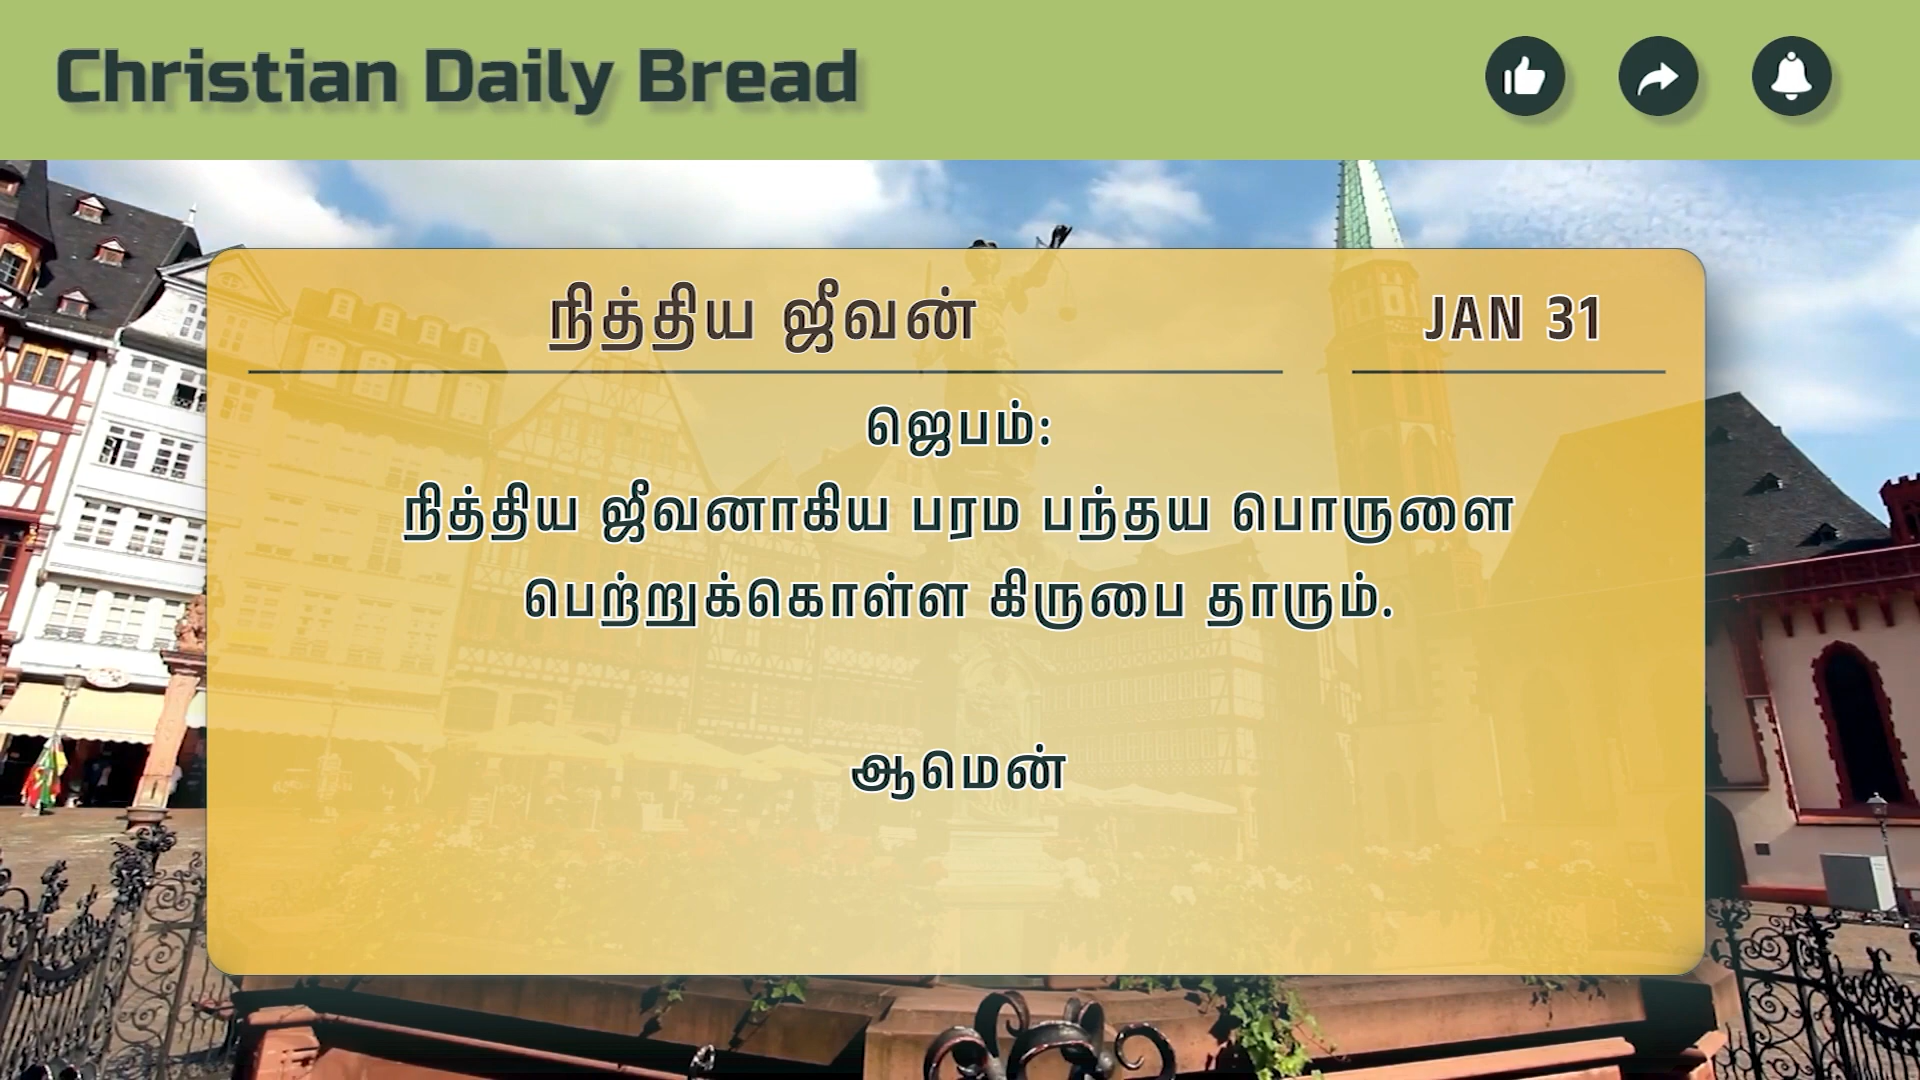 Christian Daily Bread
நித்திய ஜீவன்
JAN 31
ஜெபம்:
நித்திய ஜீவனாகிய பரம பந்தய பொருளை
பெற்றுக்கொள்ள கிருபை தாரும்.
ஆமென்